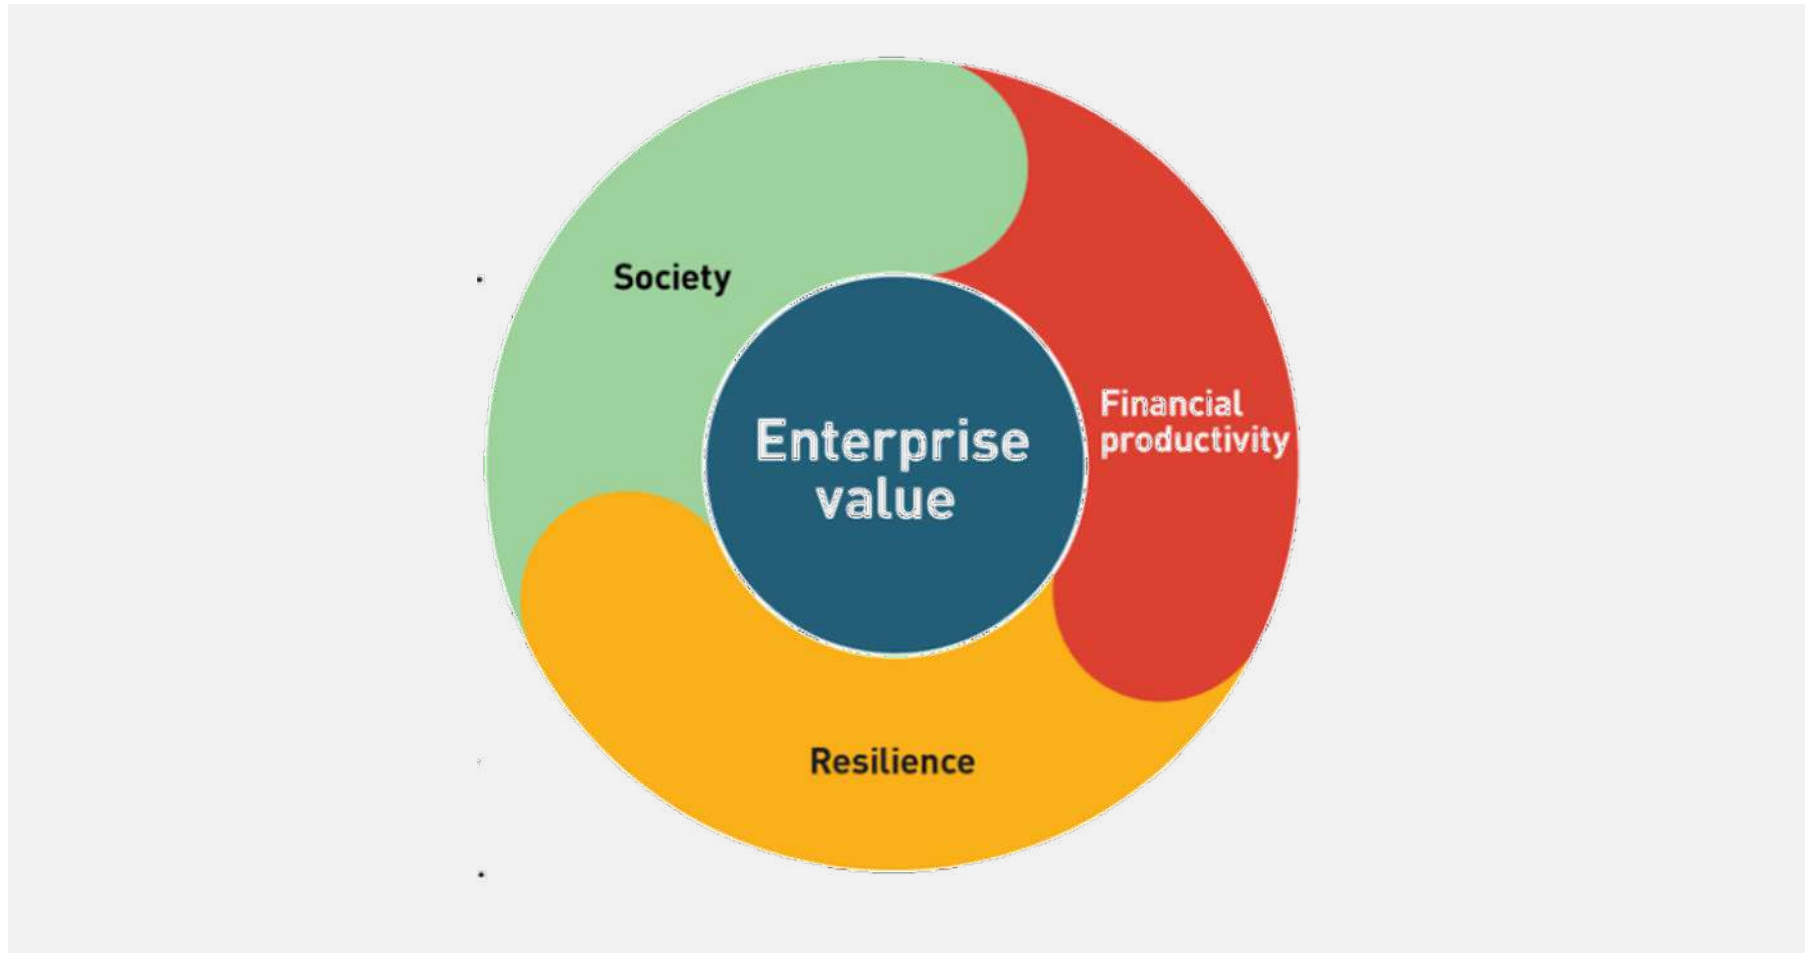 Society
Financial
productivity
Enterprise
value
Resilience